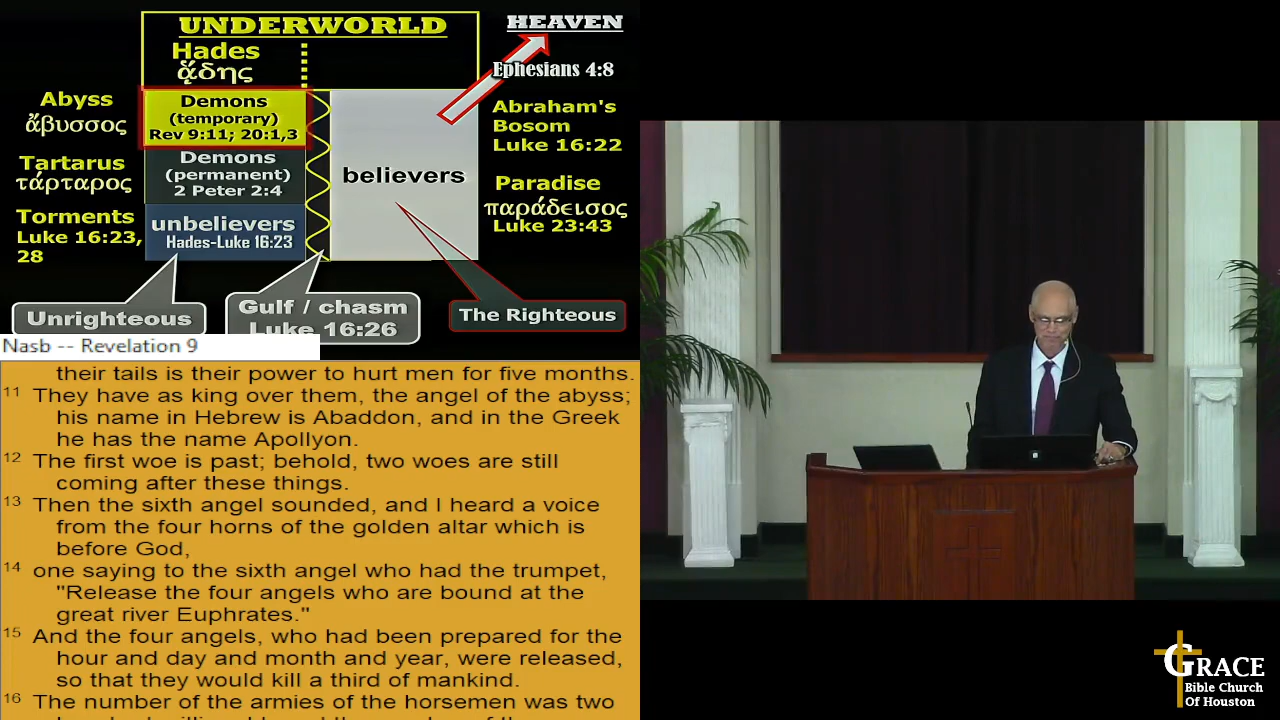 UNDERWORLD
Hades
ᾅδης
HEAVEN
Ephesians 4:8
Abyss
ἄβυσσος
Demons
(temporary)
Rev 9:11; 20:1,3
Abraham's
Bosom
Luke 16:22
Tartarus
τάρταρος
Demons
(permanent)
2 Peter 2:4
believers
Paradise
παράδεισος
Luke 23:43
Torments
Luke 16:23,
28
unbelievers
Hades-Luke 16:23
Unrighteous
Gulf / chasm
Luke 16:26
The Righteous
Nasb -- Revelation 9
their tails is their power to hurt men for five months.
11 They have as king over them, the angel of the abyss;
his name in Hebrew is Abaddon, and in the Greek
he has the name Apollyon.
12 The first woe is past; behold, two woes are still
coming after these things.
13 Then the sixth angel sounded, and I heard a voice
from the four horns of the golden altar which is
before God,
14 one saying to the sixth angel who had the trumpet,
"Release the four angels who are bound at the
great river Euphrates."
15 And the four angels, who had been prepared for the
hour and day and month and year, were released,
so that they would kill a third of mankind.
16 The number of the armies of the horsemen was two
GRACE
Bible Church
Of Houston